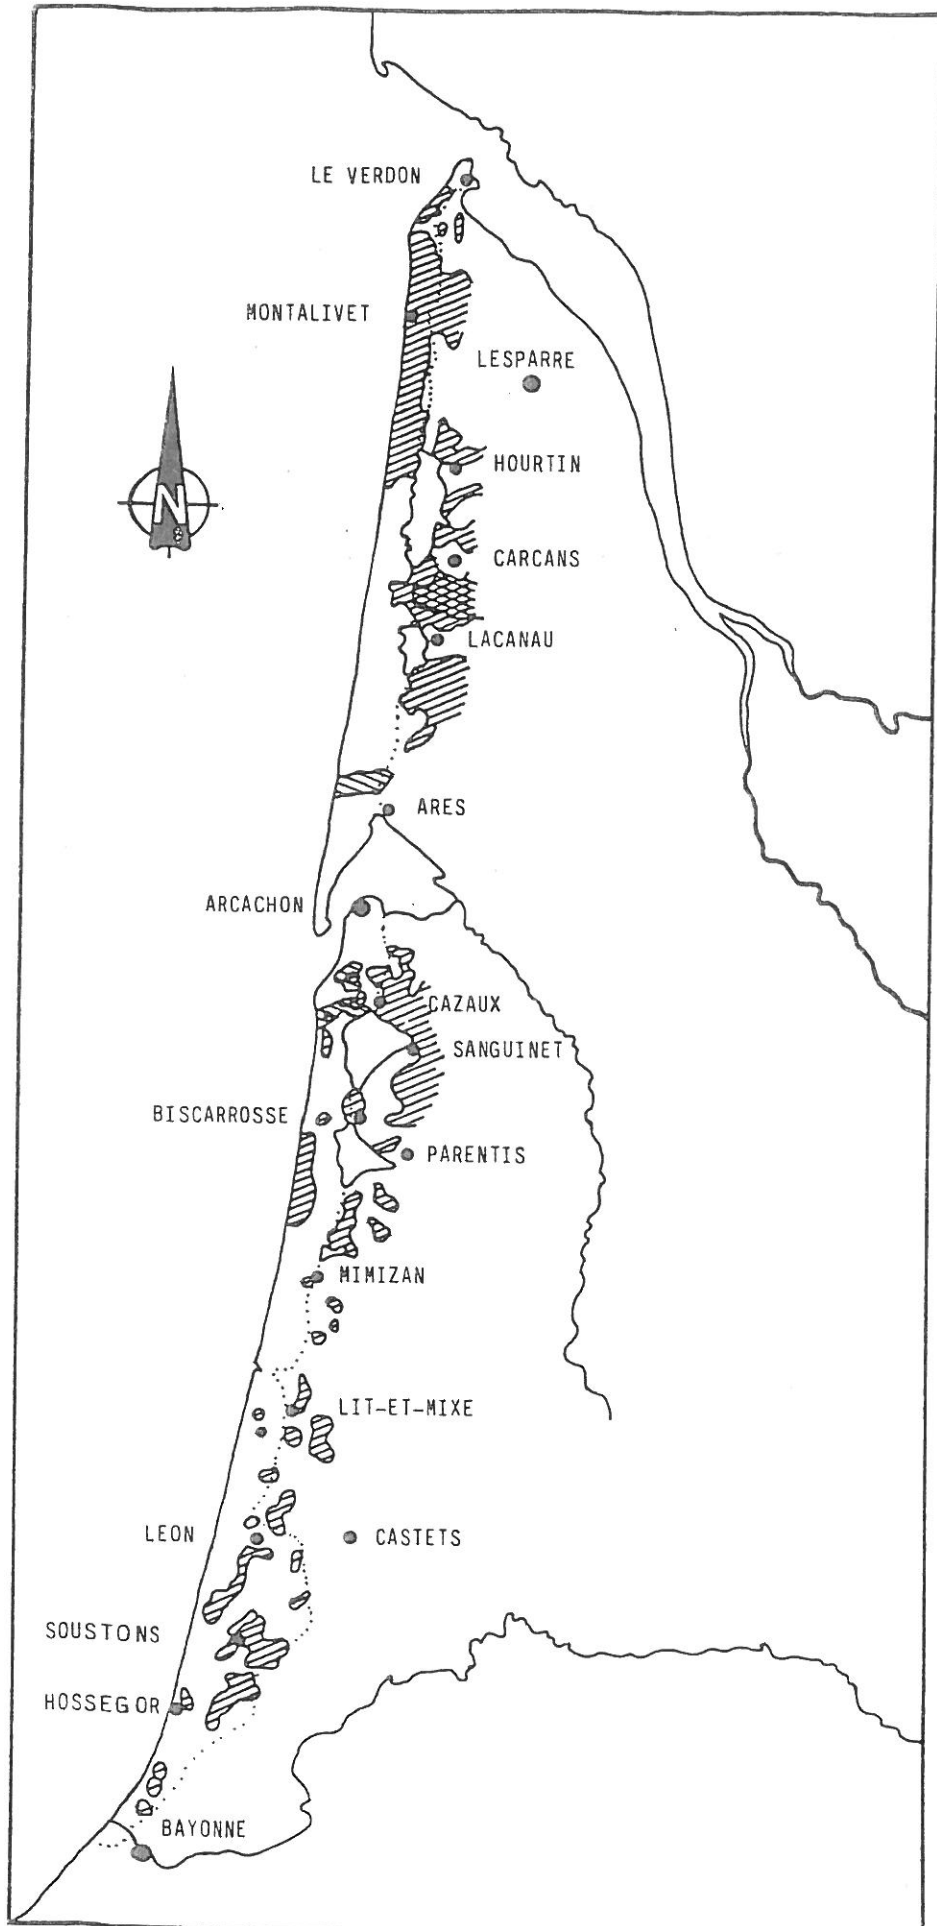 LE VERDON
MONTALIVET
LESPARRE
HOURTIN
N
CARCANS
LACANAU
ARES
ARCACHON
CAZAUX
SANGUINET
BISCARROSSE
PARENTIS
MIMIZAN
LIT-ET-MIXE
LEON
CASTETS
SOUSTONS
HOSSEGOR
BAYONNE